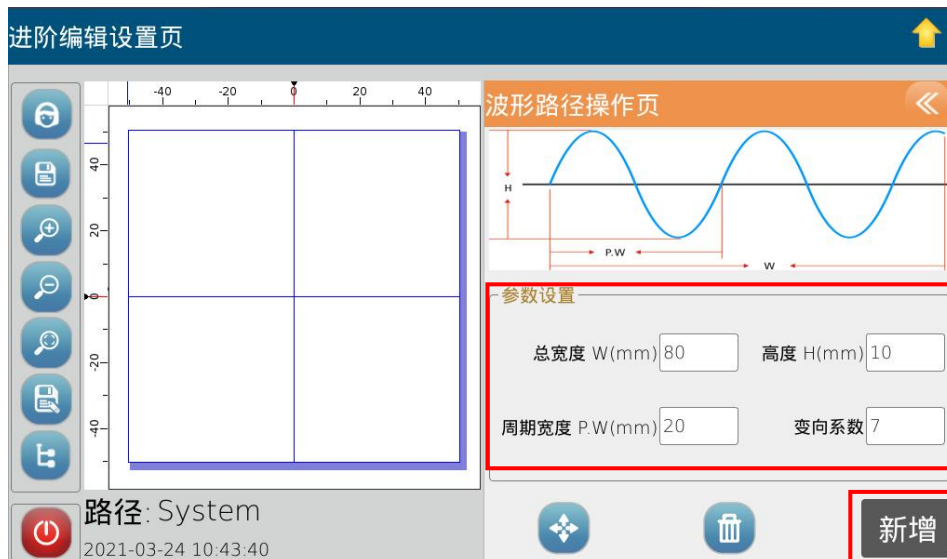 进阶编辑设置页
-40 -20 0 20 40
40
20
0
-20
-40
波形路径操作页
H
P.W
W
参数设置
总宽度 W(mm) 80 高度 H(mm) 10
周期宽度 P.W(mm) 20 变向系数 7
新增
路径: System
2021-03-24 10:43:40